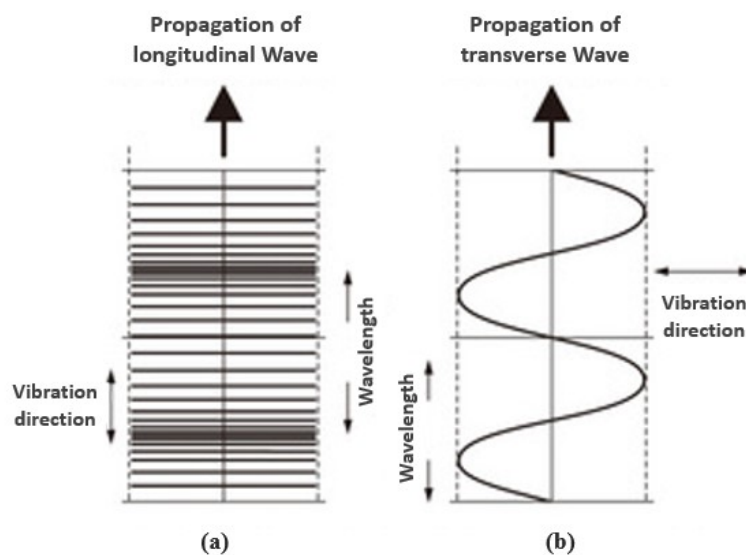 Propagation of
longitudinal Wave
Propagation of
transverse Wave
Vibration
direction
Wavelength
Wavelength
Vibration
direction
(a)
(b)